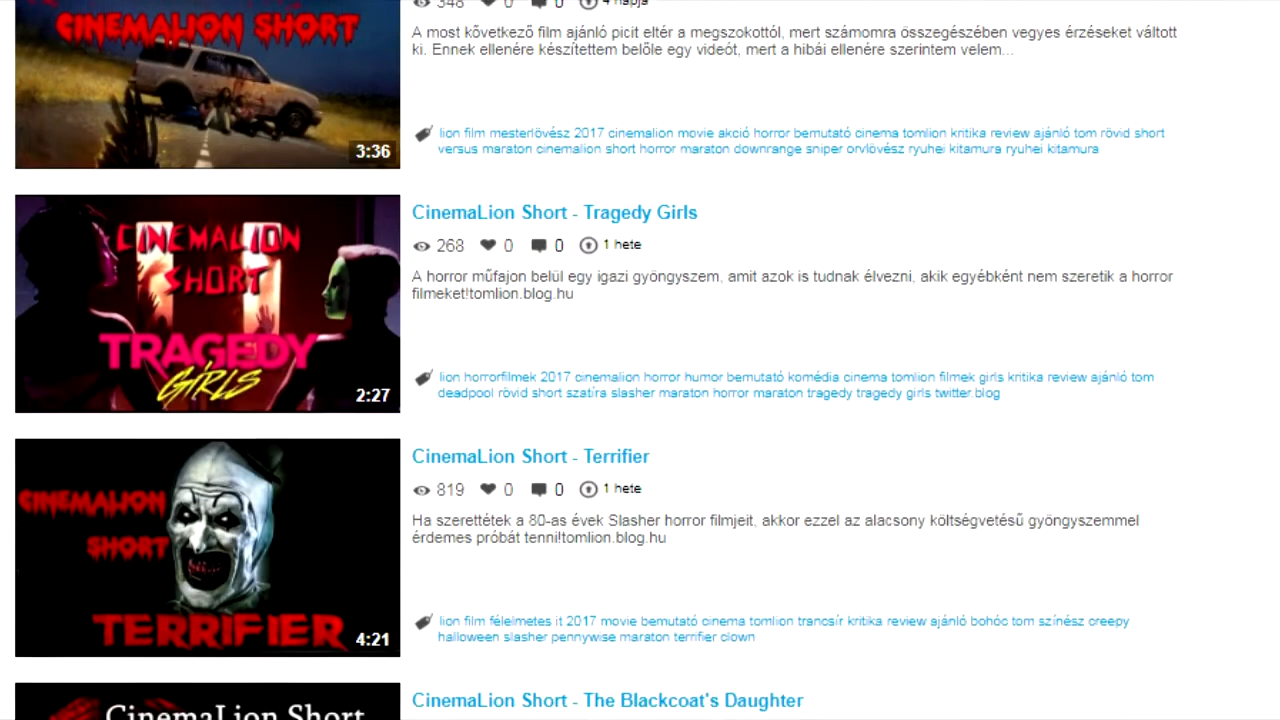 CINEMALION SHORT
3:36
348 0 0 4 napja
A most kővetkező film ajánló picit eltér a megszokottól, mert számomra összegészében vegyes érzéseket váltott
ki. Ennek ellenére készítettem belőle egy videót, mert a hibái ellenére szerintem velem...
lion film mesterlövész 2017 cinemalion movie akció horror bemutató cinema tomlion kritika review ajánló tom rövid short
versus maraton cinemalion short horror maraton downrange sniper orvlövész ryuhei kitamura ryuhei kitamura
CINEMALION
SHORT
TRAGEDY
GIRLS
2:27
CinemaLion Short - Tragedy Girls
268 0 0 1 hete
A horror műfajon belül egy igazi gyöngyszem, amit azok is tudnak élvezni, akik egyébként nem szeretik a horror
filmeket!tomlion.blog.hu
lion horrorfilmek 2017 cinemalion horror humor bemutató komédia cinema tomlion filmek girls kritika review ajánló tom
deadpool rövid short szatíra slasher maraton horror maraton tragedy tragedy girls twitter.blog
CINEMALION
SHORT
TERRIFIER
4:21
CinemaLion Short - Terrifier
819 0 0 1 hete
Ha szerettétek a 80-as évek Slasher horror filmjeit, akkor ezzel az alacsony költségvetésű gyöngyszemmel
érdemes próbát tenni!tomlion.blog.hu
lion film félelmetes it 2017 movie bemutató cinema tomlion trancsír kritika review ajánló bohóc tom színész creepy
halloween slasher pennywise maraton terrifier clown
CinemaLion Short
CinemaLion Short - The Blackcoat's Daughter